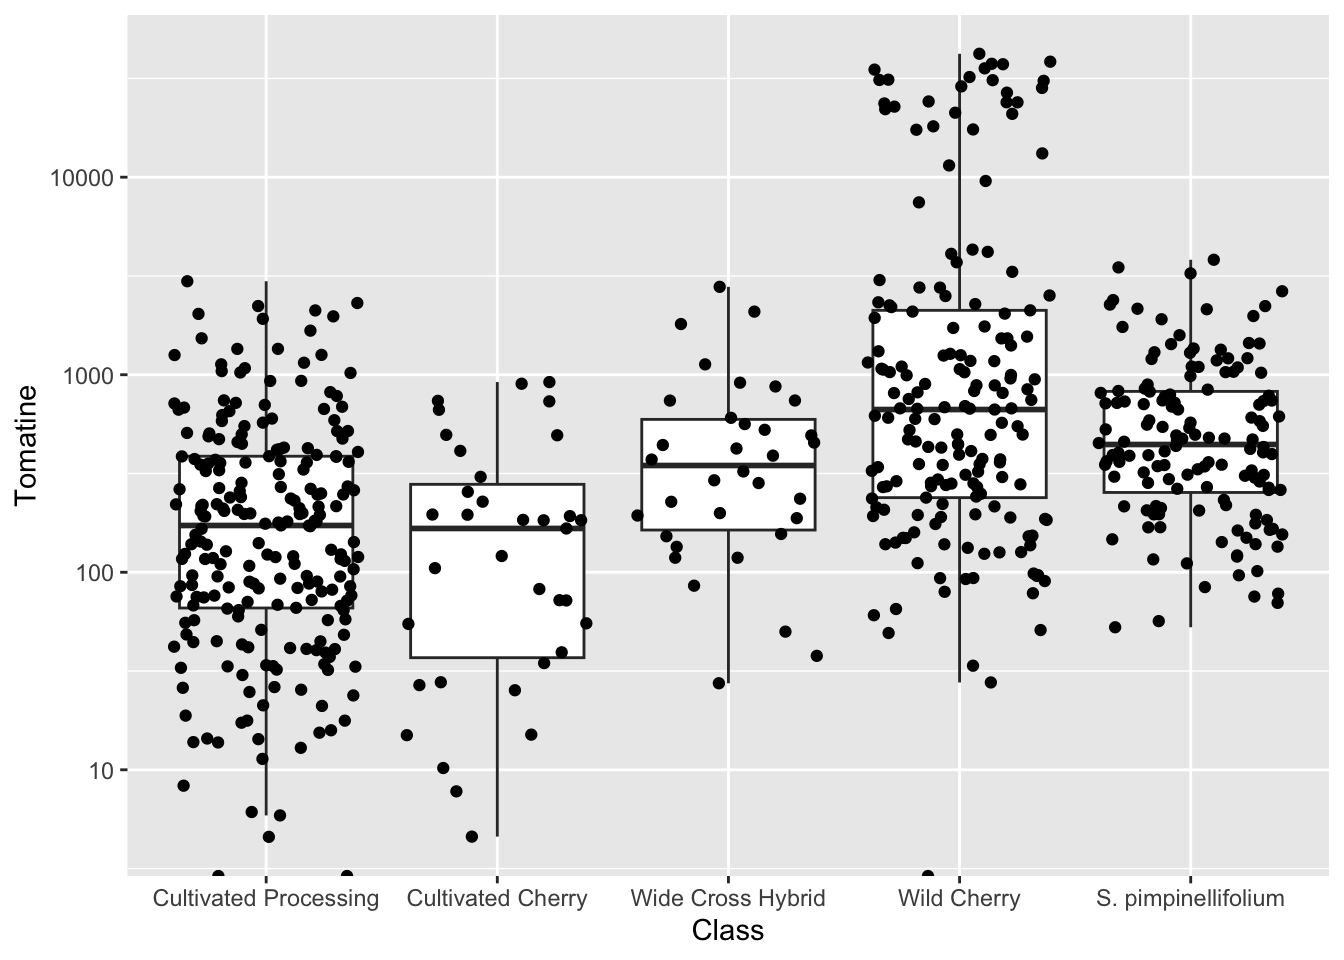 Tomatine
10000
1000
100
10
Cultivated Processing
Cultivated Cherry
Wide Cross Hybrid
Wild Cherry
S. pimpinellifolium
Class